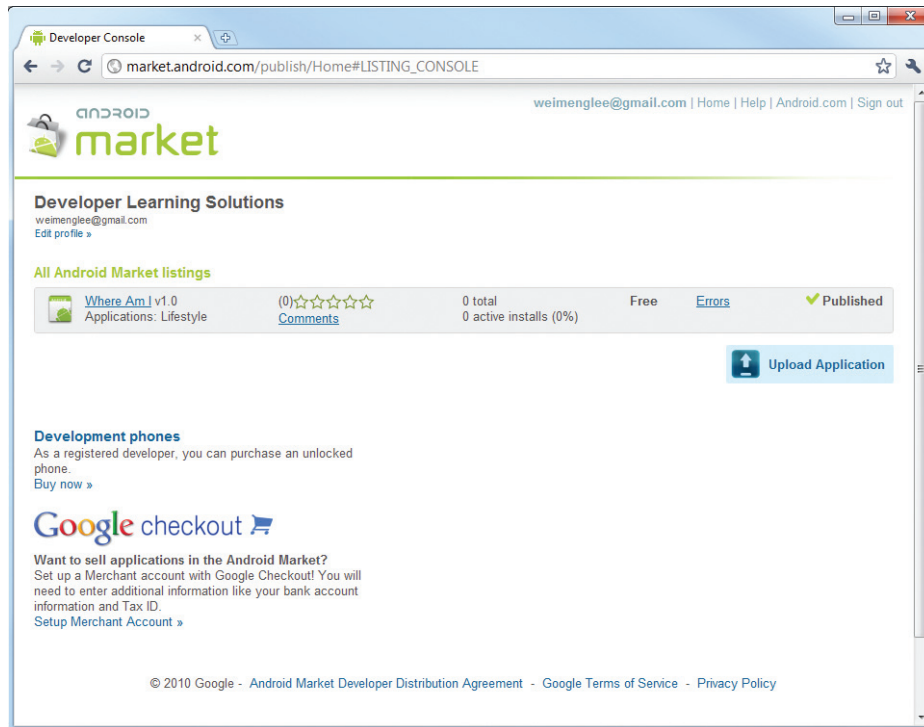 Developer Console
market.android.com/publish/Home#LISTING_CONSOLE
weimenglee@gmail.com | Home | Help | Android.com | Sign out
android
market
Developer Learning Solutions
weimenglee@gmail.com
Edit profile »
All Android Market listings
Where Am I v1.0
Applications: Lifestyle
(0)
Comments
0 total
0 active installs (0%)
Free
Errors
Published
Upload Application
Development phones
As a registered developer, you can purchase an unlocked
phone.
Buy now »
Google checkout
Want to sell applications in the Android Market?
Set up a Merchant account with Google Checkout! You will
need to enter additional information like your bank account
information and Tax ID.
Setup Merchant Account »
© 2010 Google - Android Market Developer Distribution Agreement - Google Terms of Service - Privacy Policy